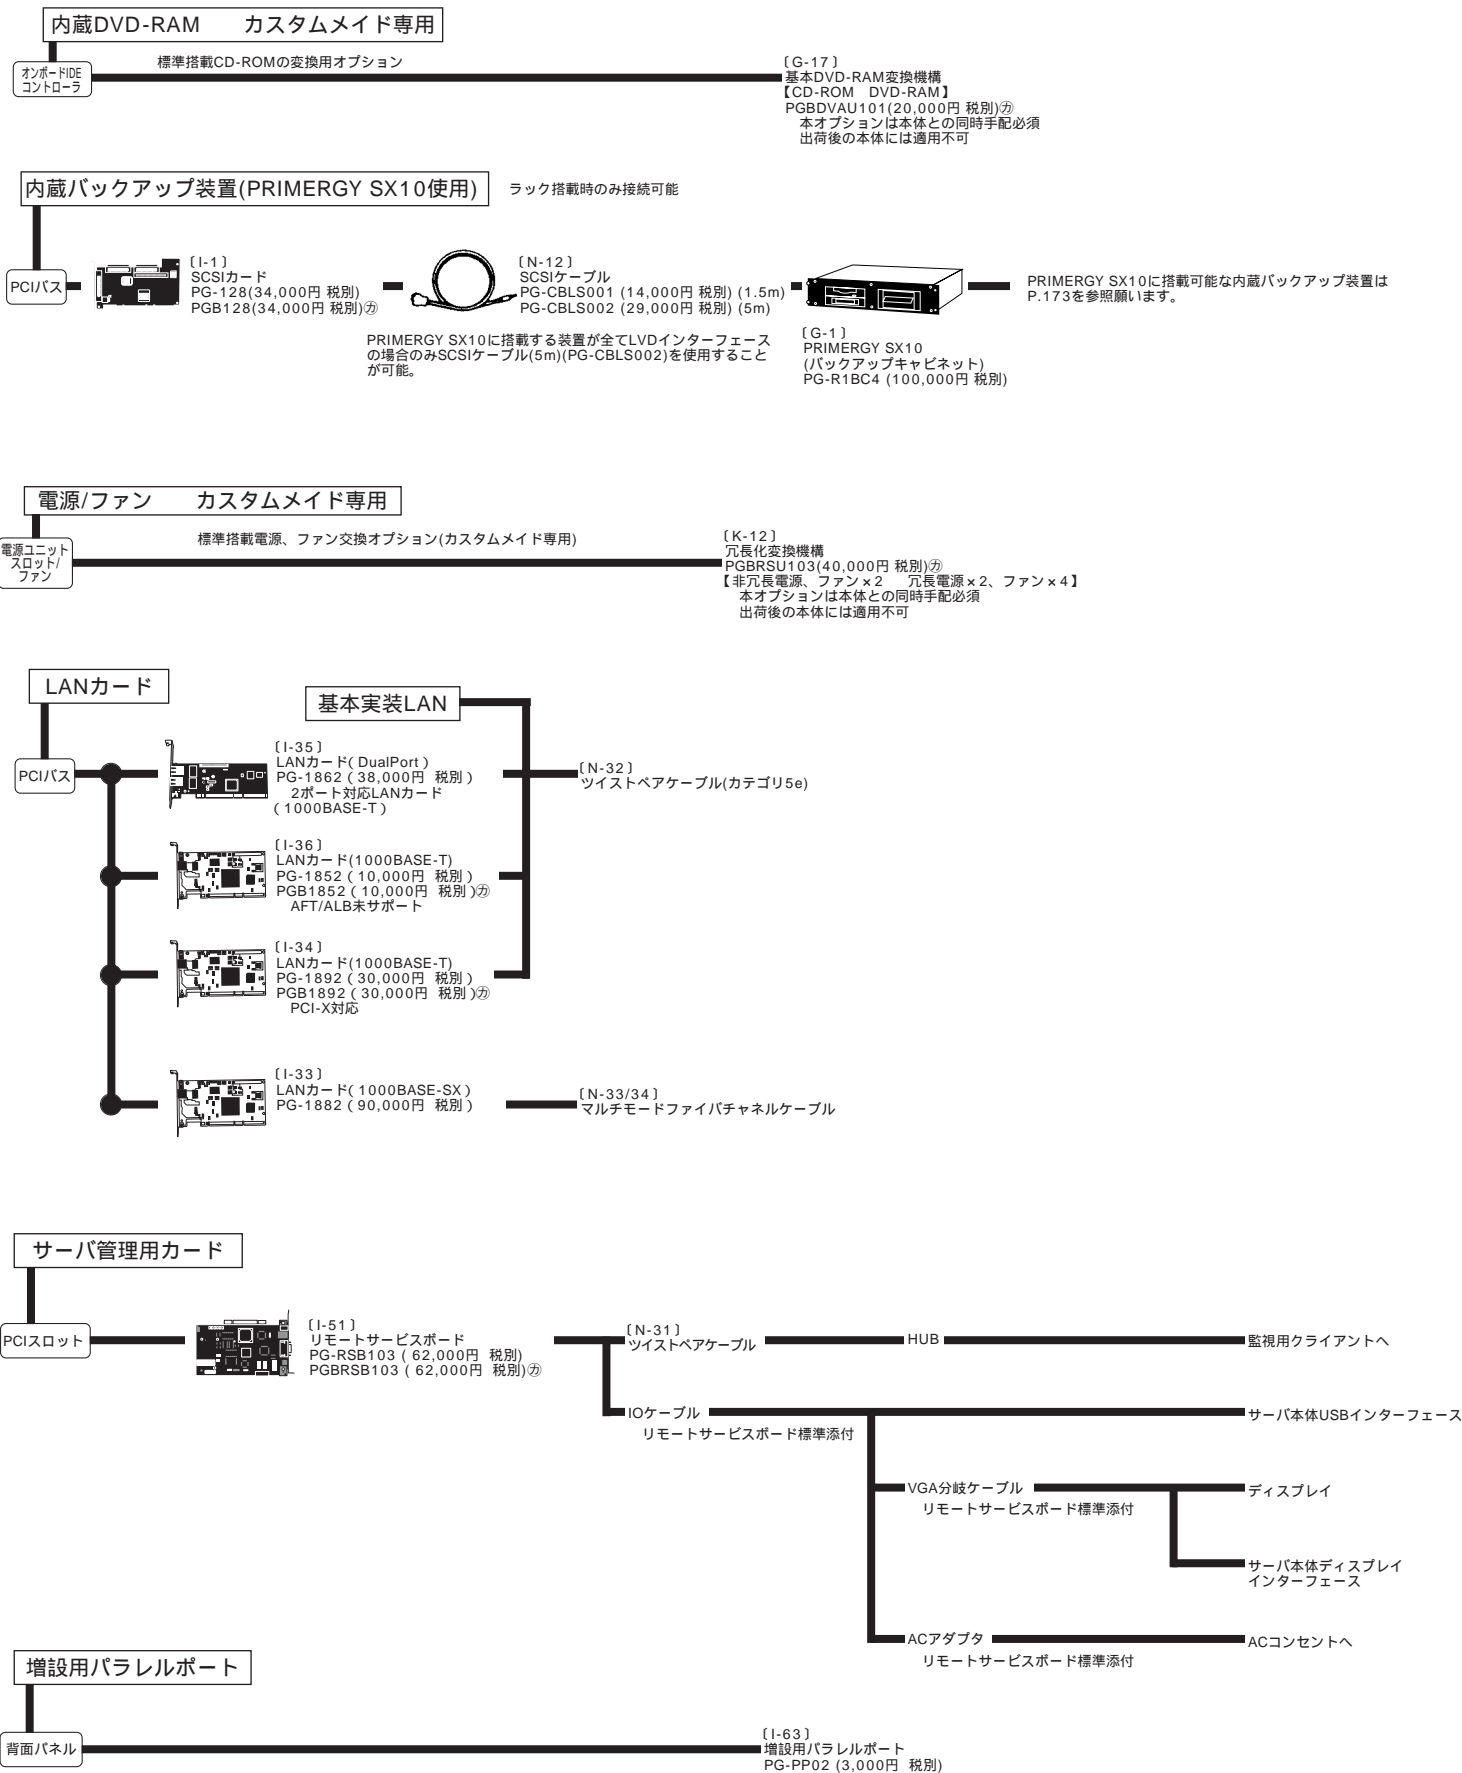 内蔵DVD-RAM　カスタムメイド専用
オンボードIDE
コントローラ
標準搭載CD-ROMの変換用オプション
〔G-17〕
基本DVD-RAM変換機構
【CD-ROM　DVD-RAM】
PGBDVAU101(20,000円 税別)㋕
本オプションは本体との同時手配必須
出荷後の本体には適用不可
内蔵バックアップ装置(PRIMERGY SX10使用)
ラック搭載時のみ接続可能
PCIバス
〔I-1〕
SCSIカード
PG-128(34,000円 税別)
PGB128(34,000円 税別)㋕
〔N-12〕
SCSIケーブル
PG-CBLS001 (14,000円 税別) (1.5m)
PG-CBLS002 (29,000円 税別) (5m)
PRIMERGY SX10に搭載する装置が全てLVDインターフェース
の場合のみSCSIケーブル(5m)(PG-CBLS002)を使用すること
が可能。
〔G-1〕
PRIMERGY SX10
(バックアップキャビネット)
PG-R1BC4 (100,000円 税別)
PRIMERGY SX10に搭載可能な内蔵バックアップ装置は
P.173を参照願います。
電源/ファン　カスタムメイド専用
電源ユニット
スロット/
ファン
標準搭載電源、ファン交換オプション(カスタムメイド専用)
〔K-12〕
冗長化変換機構
PGBRSU103(40,000円 税別)㋕
【非冗長電源、ファン×2　冗長電源×2、ファン×4】
本オプションは本体との同時手配必須
出荷後の本体には適用不可
LANカード
基本実装LAN
PCIバス
〔I-35〕
LANカード(DualPort)
PG-1862(38,000円 税別)
2ポート対応LANカード
(1000BASE-T)
〔N-32〕
ツイストペアケーブル(カテゴリ5e)
〔I-36〕
LANカード(1000BASE-T)
PG-1852(10,000円 税別)
PGB1852(10,000円 税別)㋕
AFT/ALB未サポート
〔I-34〕
LANカード(1000BASE-T)
PG-1892(30,000円 税別)
PGB1892(30,000円 税別)㋕
PCI-X対応
〔I-33〕
LANカード(1000BASE-SX)
PG-1882(90,000円 税別)
〔N-33/34〕
マルチモードファイバチャネルケーブル
サーバ管理用カード
PCIスロット
〔I-51〕
リモートサービスボード
PG-RSB103 (62,000円 税別)
PGBRSB103 (62,000円 税別)㋕
〔N-31〕
ツイストペアケーブル
HUB
監視用クライアントへ
IOケーブル
リモートサービスボード標準添付
サーバ本体USBインターフェース
VGA分岐ケーブル
リモートサービスボード標準添付
ディスプレイ
サーバ本体ディスプレイ
インターフェース
ACアダプタ
リモートサービスボード標準添付
ACコンセントへ
増設用パラレルポート
背面パネル
〔I-63〕
増設用パラレルポート
PG-PP02 (3,000円 税別)